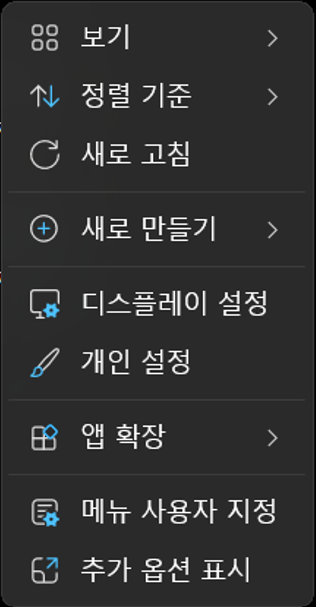 보기
정렬 기준
새로 고침
새로 만들기
디스플레이 설정
개인 설정
앱 확장
메뉴 사용자 지정
추가 옵션 표시